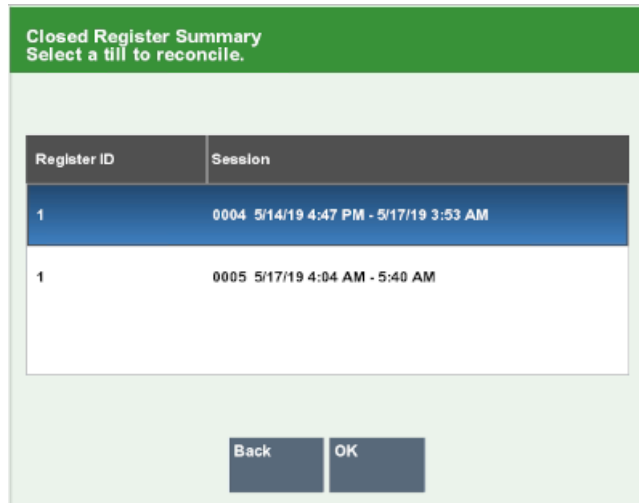 Closed Register Summary
Select a till to reconcile.
Register ID Session
1 0004 5/14/19 4:47 PM - 5/17/19 3:53 AM
1 0005 5/17/19 4:04 AM - 5:40 AM
Back OK